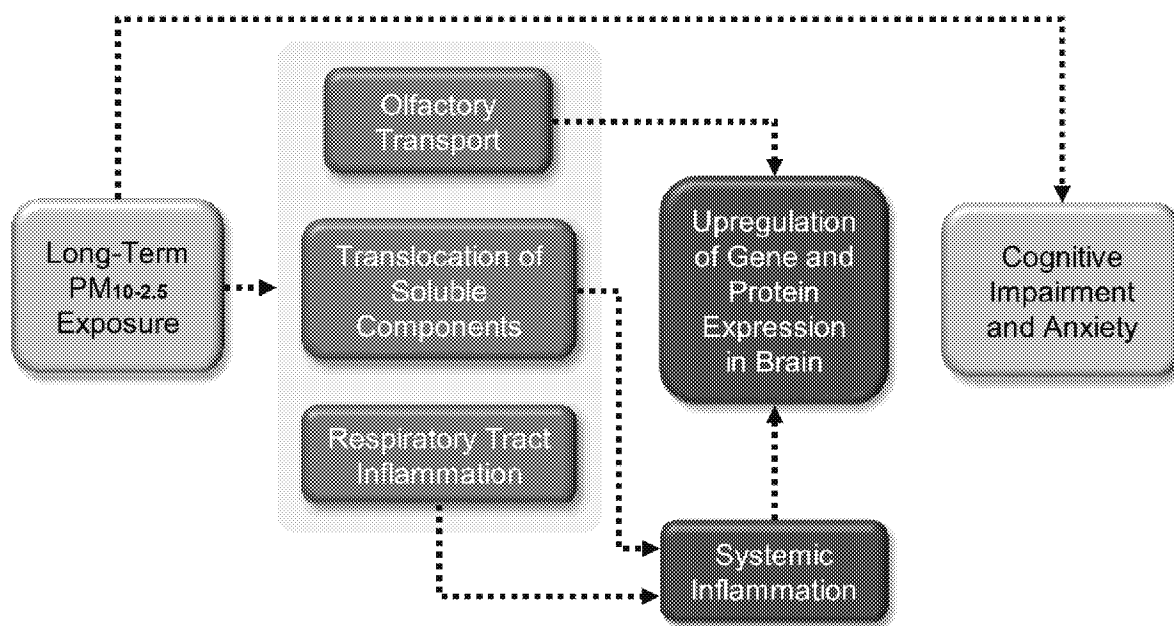 Long-Term
PM10-2.5
Exposure
Olfactory
Transport
Translocation of
Soluble
Components
Respiratory Tract
Inflammation
Upregulation
of Gene and
Protein
Expression
in Brain
Systemic
Inflammation
Cognitive
Impairment
and Anxiety